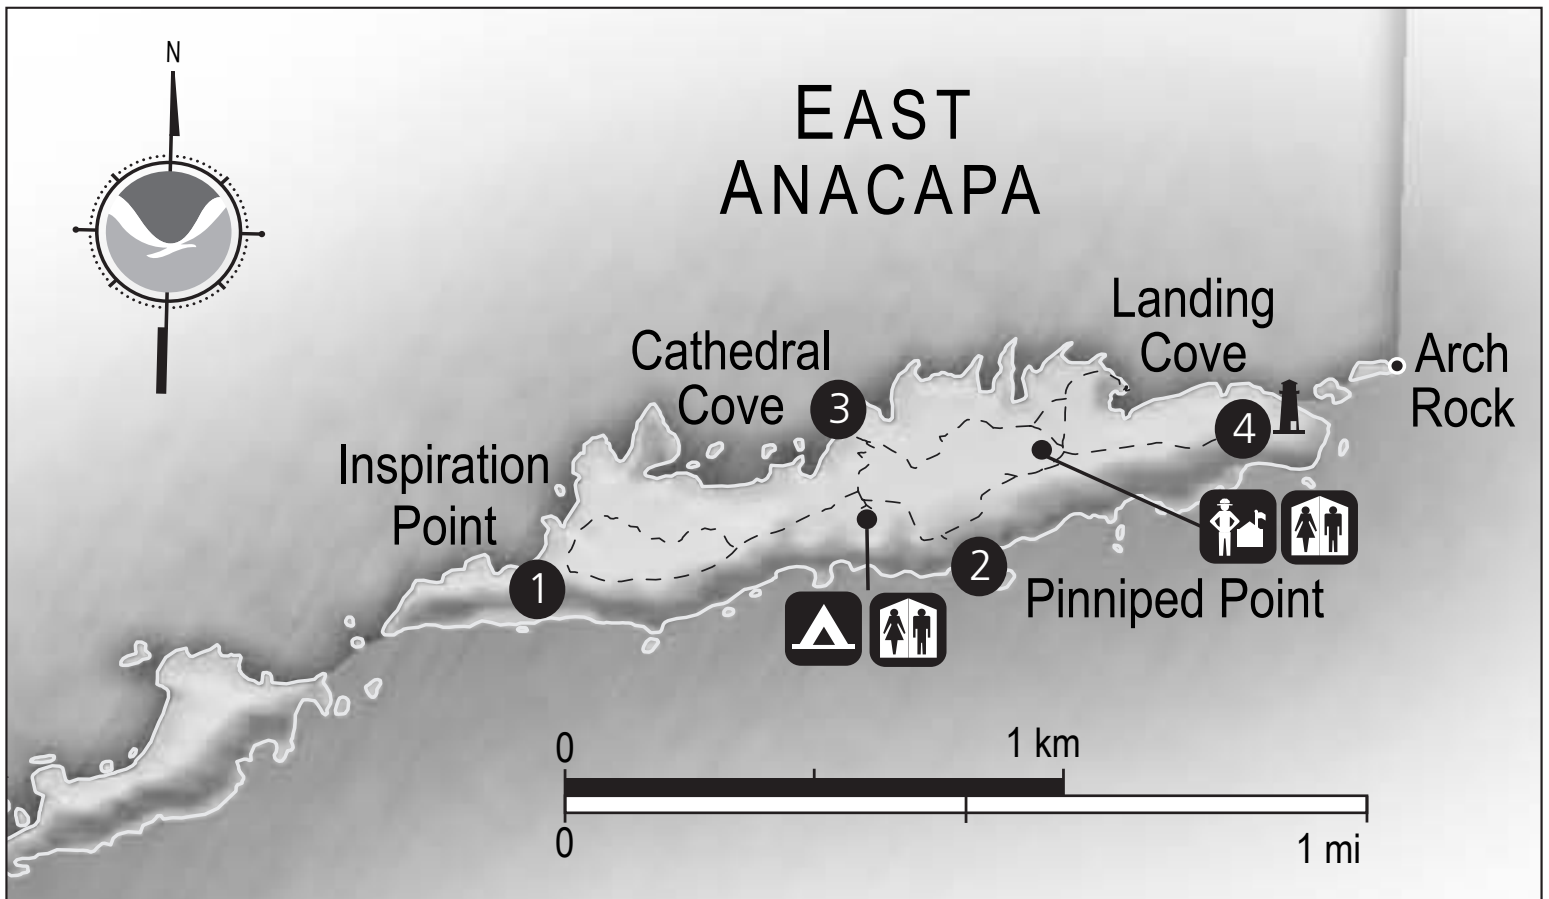 N
EAST
ANACAPA
Landing
Cove
Arch
Rock
Cathedral
Cove
3
4
Inspiration
Point
1
2
Pinniped Point
0
1 km
0
1 mi